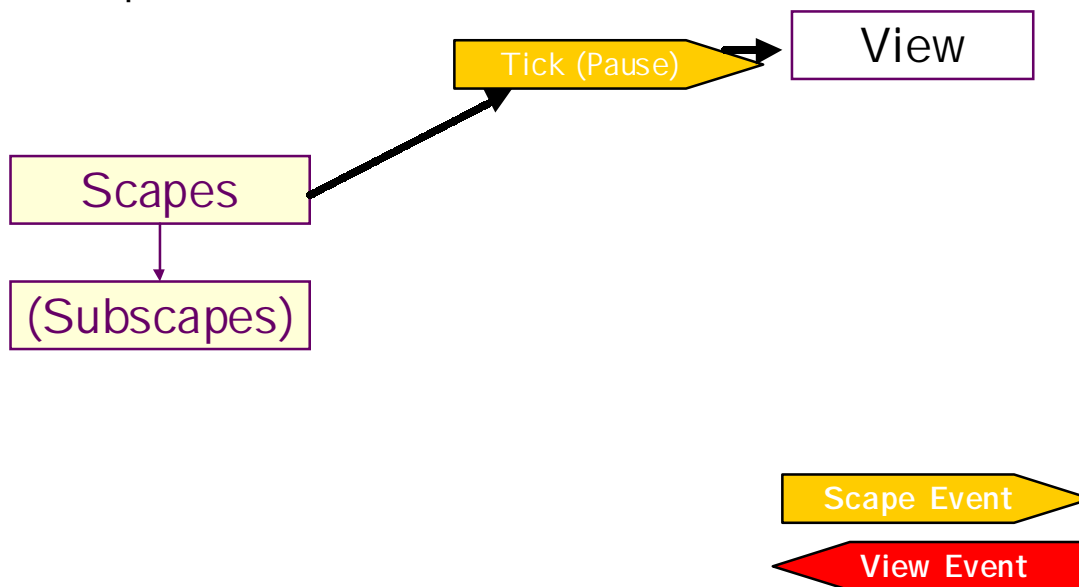 Tick (Pause)
View
Scapes
(Subscapes)
Scape Event
View Event